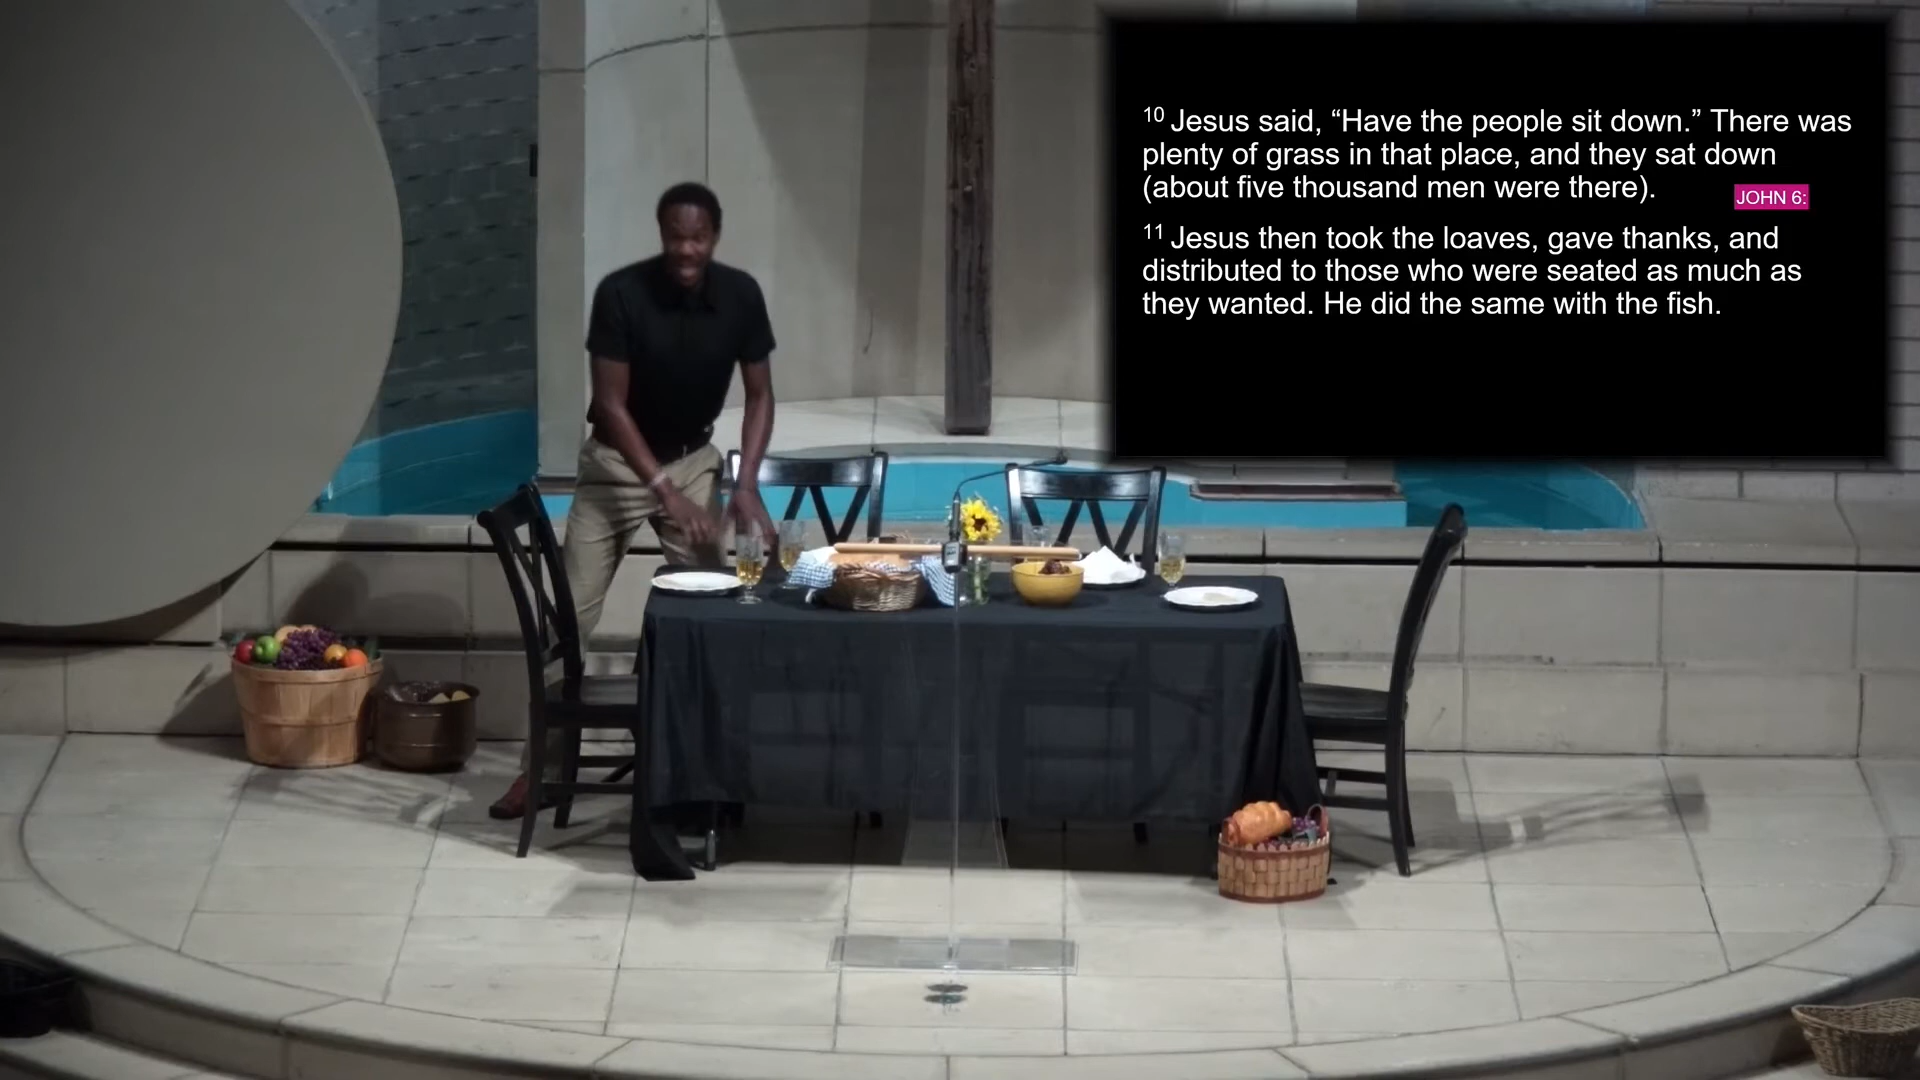 10 Jesus said, “Have the people sit down.” There was
plenty of grass in that place, and they sat down
(about five thousand men were there).
JOHN 6:
11 Jesus then took the loaves, gave thanks, and
distributed to those who were seated as much as
they wanted. He did the same with the fish.